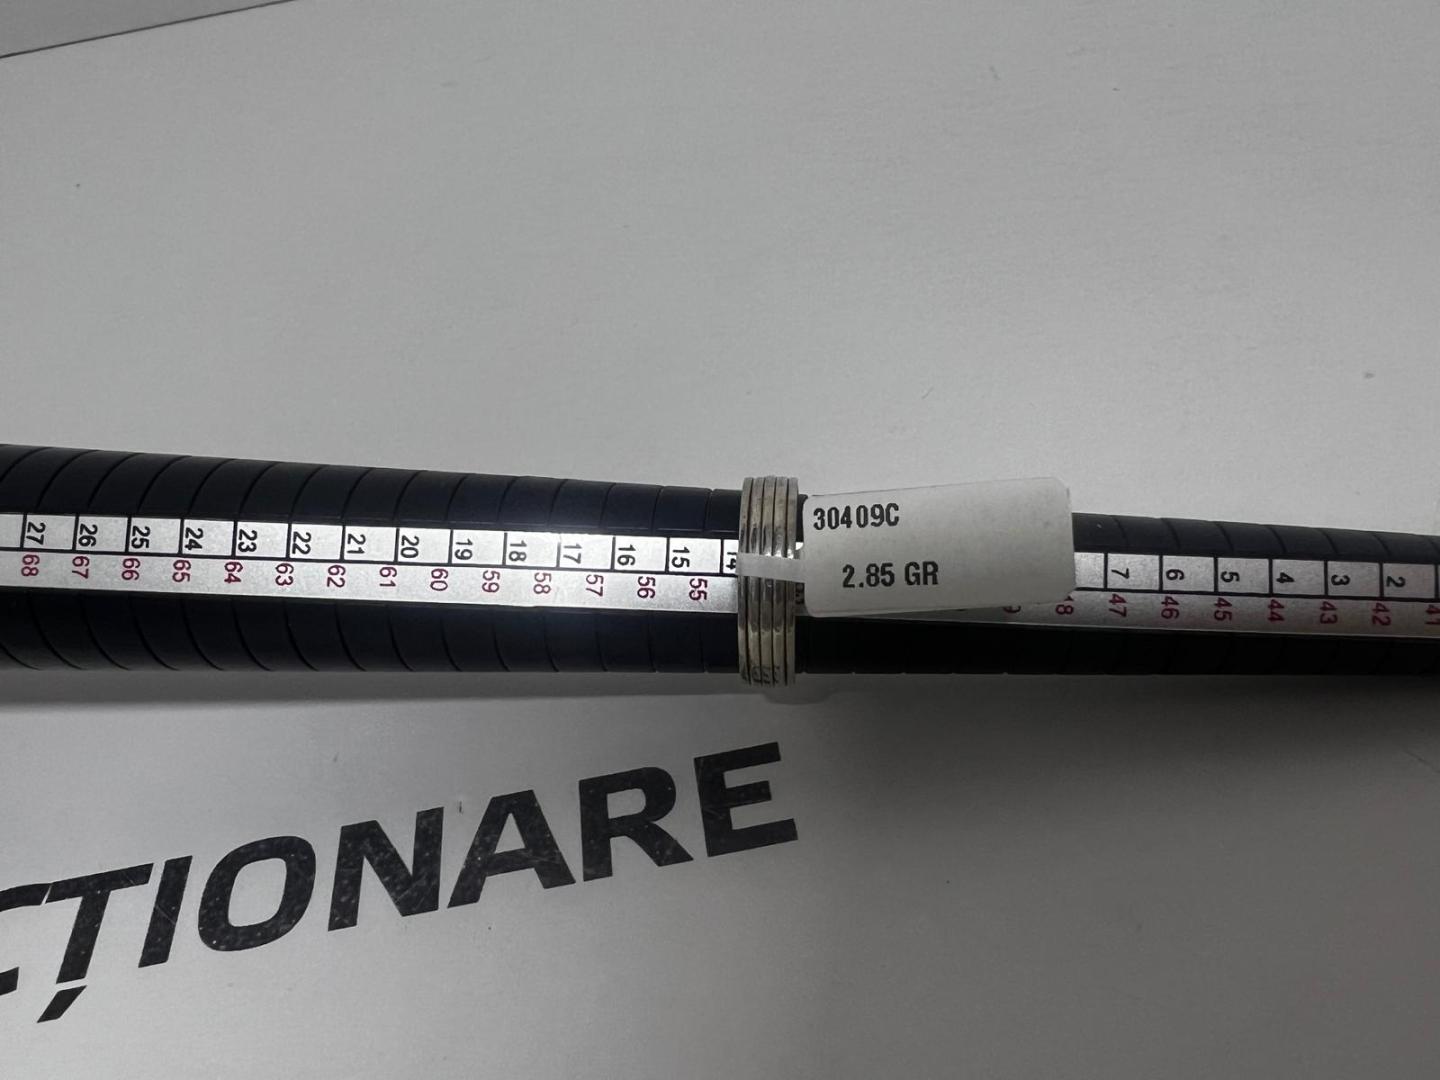 27 26 25 24 23 22 21 20 19 18 17 16 15 14 7 6 5 4 3 2
68 67 66 65 64 63 62 61 60 59 58 57 56 55 47 46 45 44 43 42 41
30409C
2.85 GR
CȚIONARE